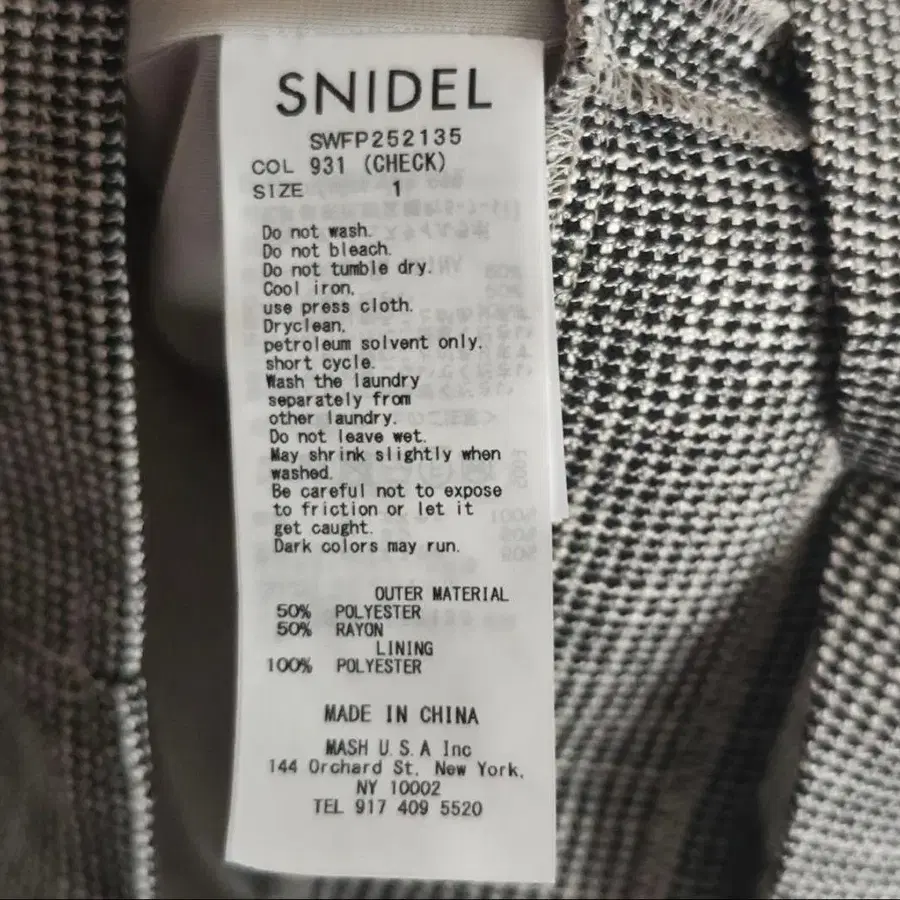 SNIDEL
SWFP252135
COL 931 (CHECK)
SIZE 1
Do not wash.
Do not bleach.
Do not tumble dry.
Cool iron,
use press cloth.
Dryclean,
petroleum solvent only,
short cycle.
Wash the laundry
separately from
other laundry.
Do not leave wet.
May shrink slightly when
washed.
Be careful not to expose
to friction or let it
get caught.
Dark colors may run.
OUTER MATERIAL
50% POLYESTER
50% RAYON
LINING
100% POLYESTER
MADE IN CHINA
MASH U.S.A Inc
144 Orchard St, New York,
NY 10002
TEL 917 409 5520